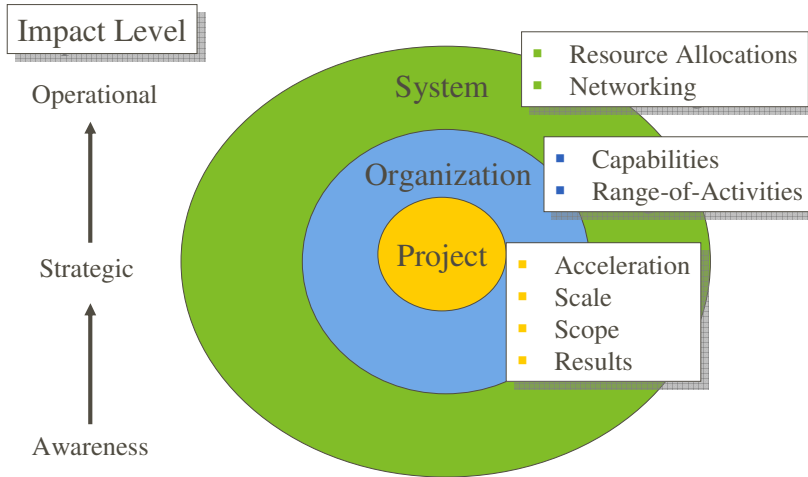 Impact Level
Operational
Strategic
Awareness
System
Resource Allocations
Networking
Organization
Capabilities
Range-of-Activities
Project
Acceleration
Scale
Scope
Results